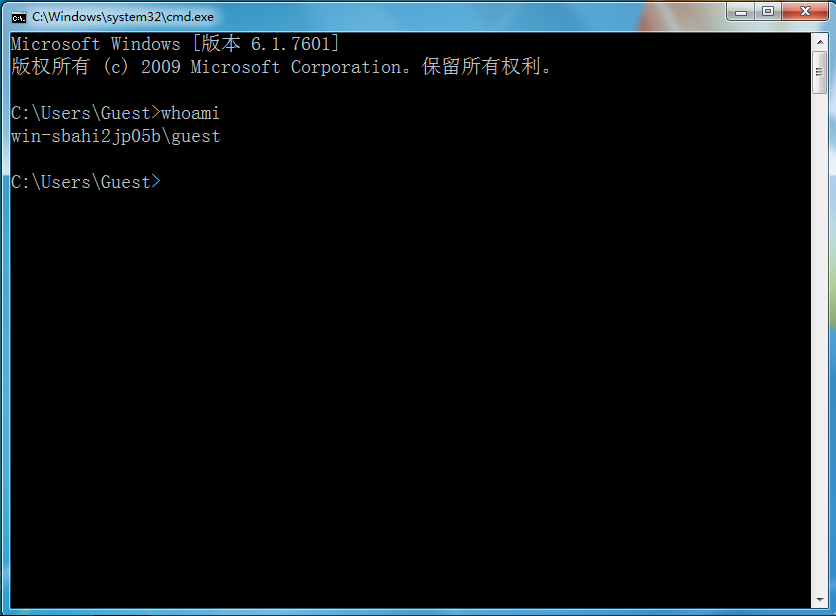 C:\Windows\system32\cmd.exe
Microsoft Windows [版本 6.1.7601]
版权所有 (c) 2009 Microsoft Corporation。保留所有权利。
C:\Users\Guest>whoami
win-sbahi2jp05b\guest
C:\Users\Guest>